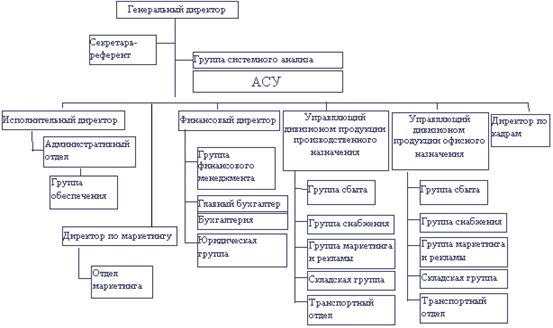 Генеральный директор
Секретарь-
референт
Группа системного анализа
АСУ
Исполнительный директор
Административный
отдел
Группа
обеспечения
Директор по маркетингу
Отдел
маркетинга
Финансовый директор
Группа
финансового
менеджмента
Главный бухгалтер
Бухгалтерия
Юридическая
группа
Управляющий
дивизионом продукции
производственного
назначения
Группа сбыта
Группа снабжения
Группа маркетинга
и рекламы
Складская группа
Транспортный
отдел
Управляющий
дивизионом
продукции офисного
назначения
Группа сбыта
Группа снабжения
Группа маркетинга
и рекламы
Складская группа
Транспортный
отдел
Директор по
кадрам